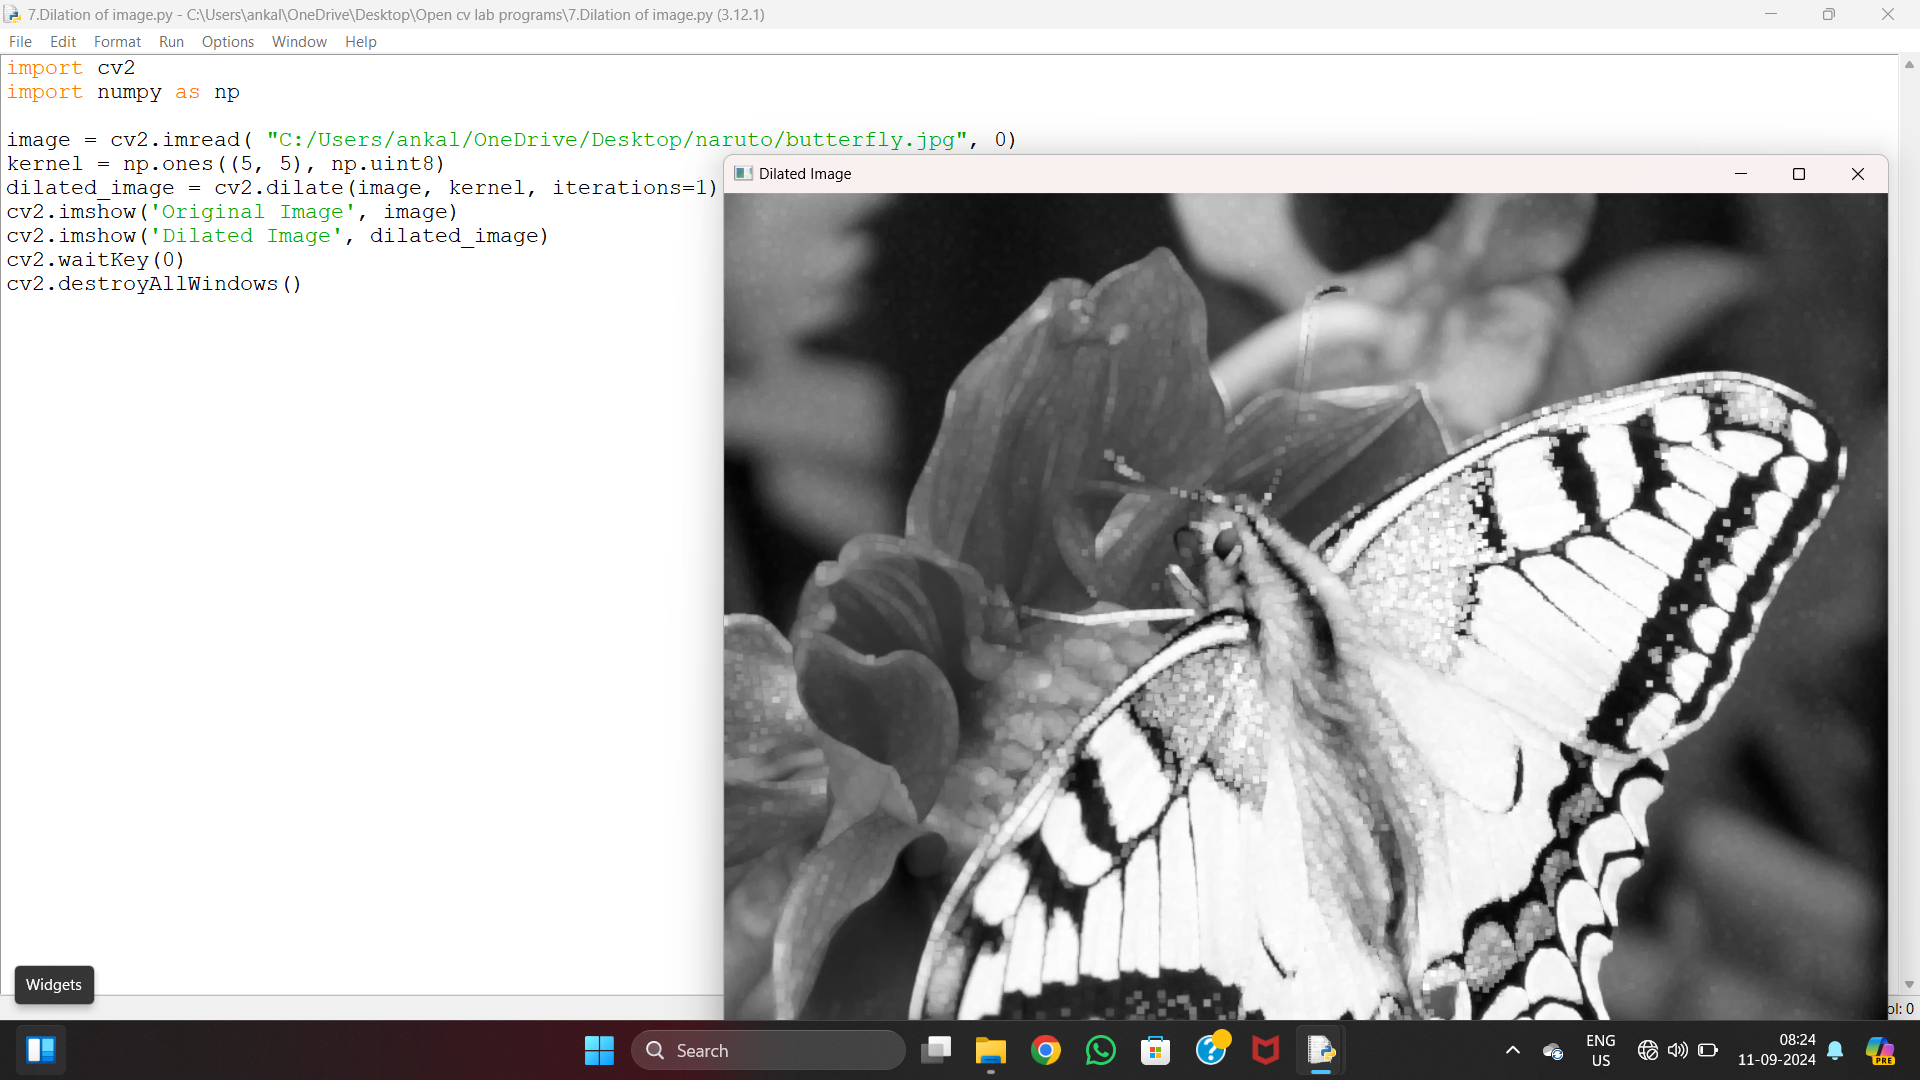 7.Dilation of image.py - C:\Users\ankal\OneDrive\Desktop\Open cv lab programs\7.Dilation of image.py (3.12.1)
File Edit Format Run Options Window Help
import cv2
import numpy as np
image = cv2.imread( "C:/Users/ankal/OneDrive/Desktop/naruto/butterfly.jpg", 0)
kernel = np.ones((5, 5), np.uint8)
dilated_image = cv2.dilate(image, kernel, iterations=1)
cv2.imshow('Original Image', image)
cv2.imshow('Dilated Image', dilated_image)
cv2.waitKey(0)
cv2.destroyAllWindows()
Dilated Image
Widgets
ol: 0
Search
ENG
US
08:24
11-09-2024
PRE